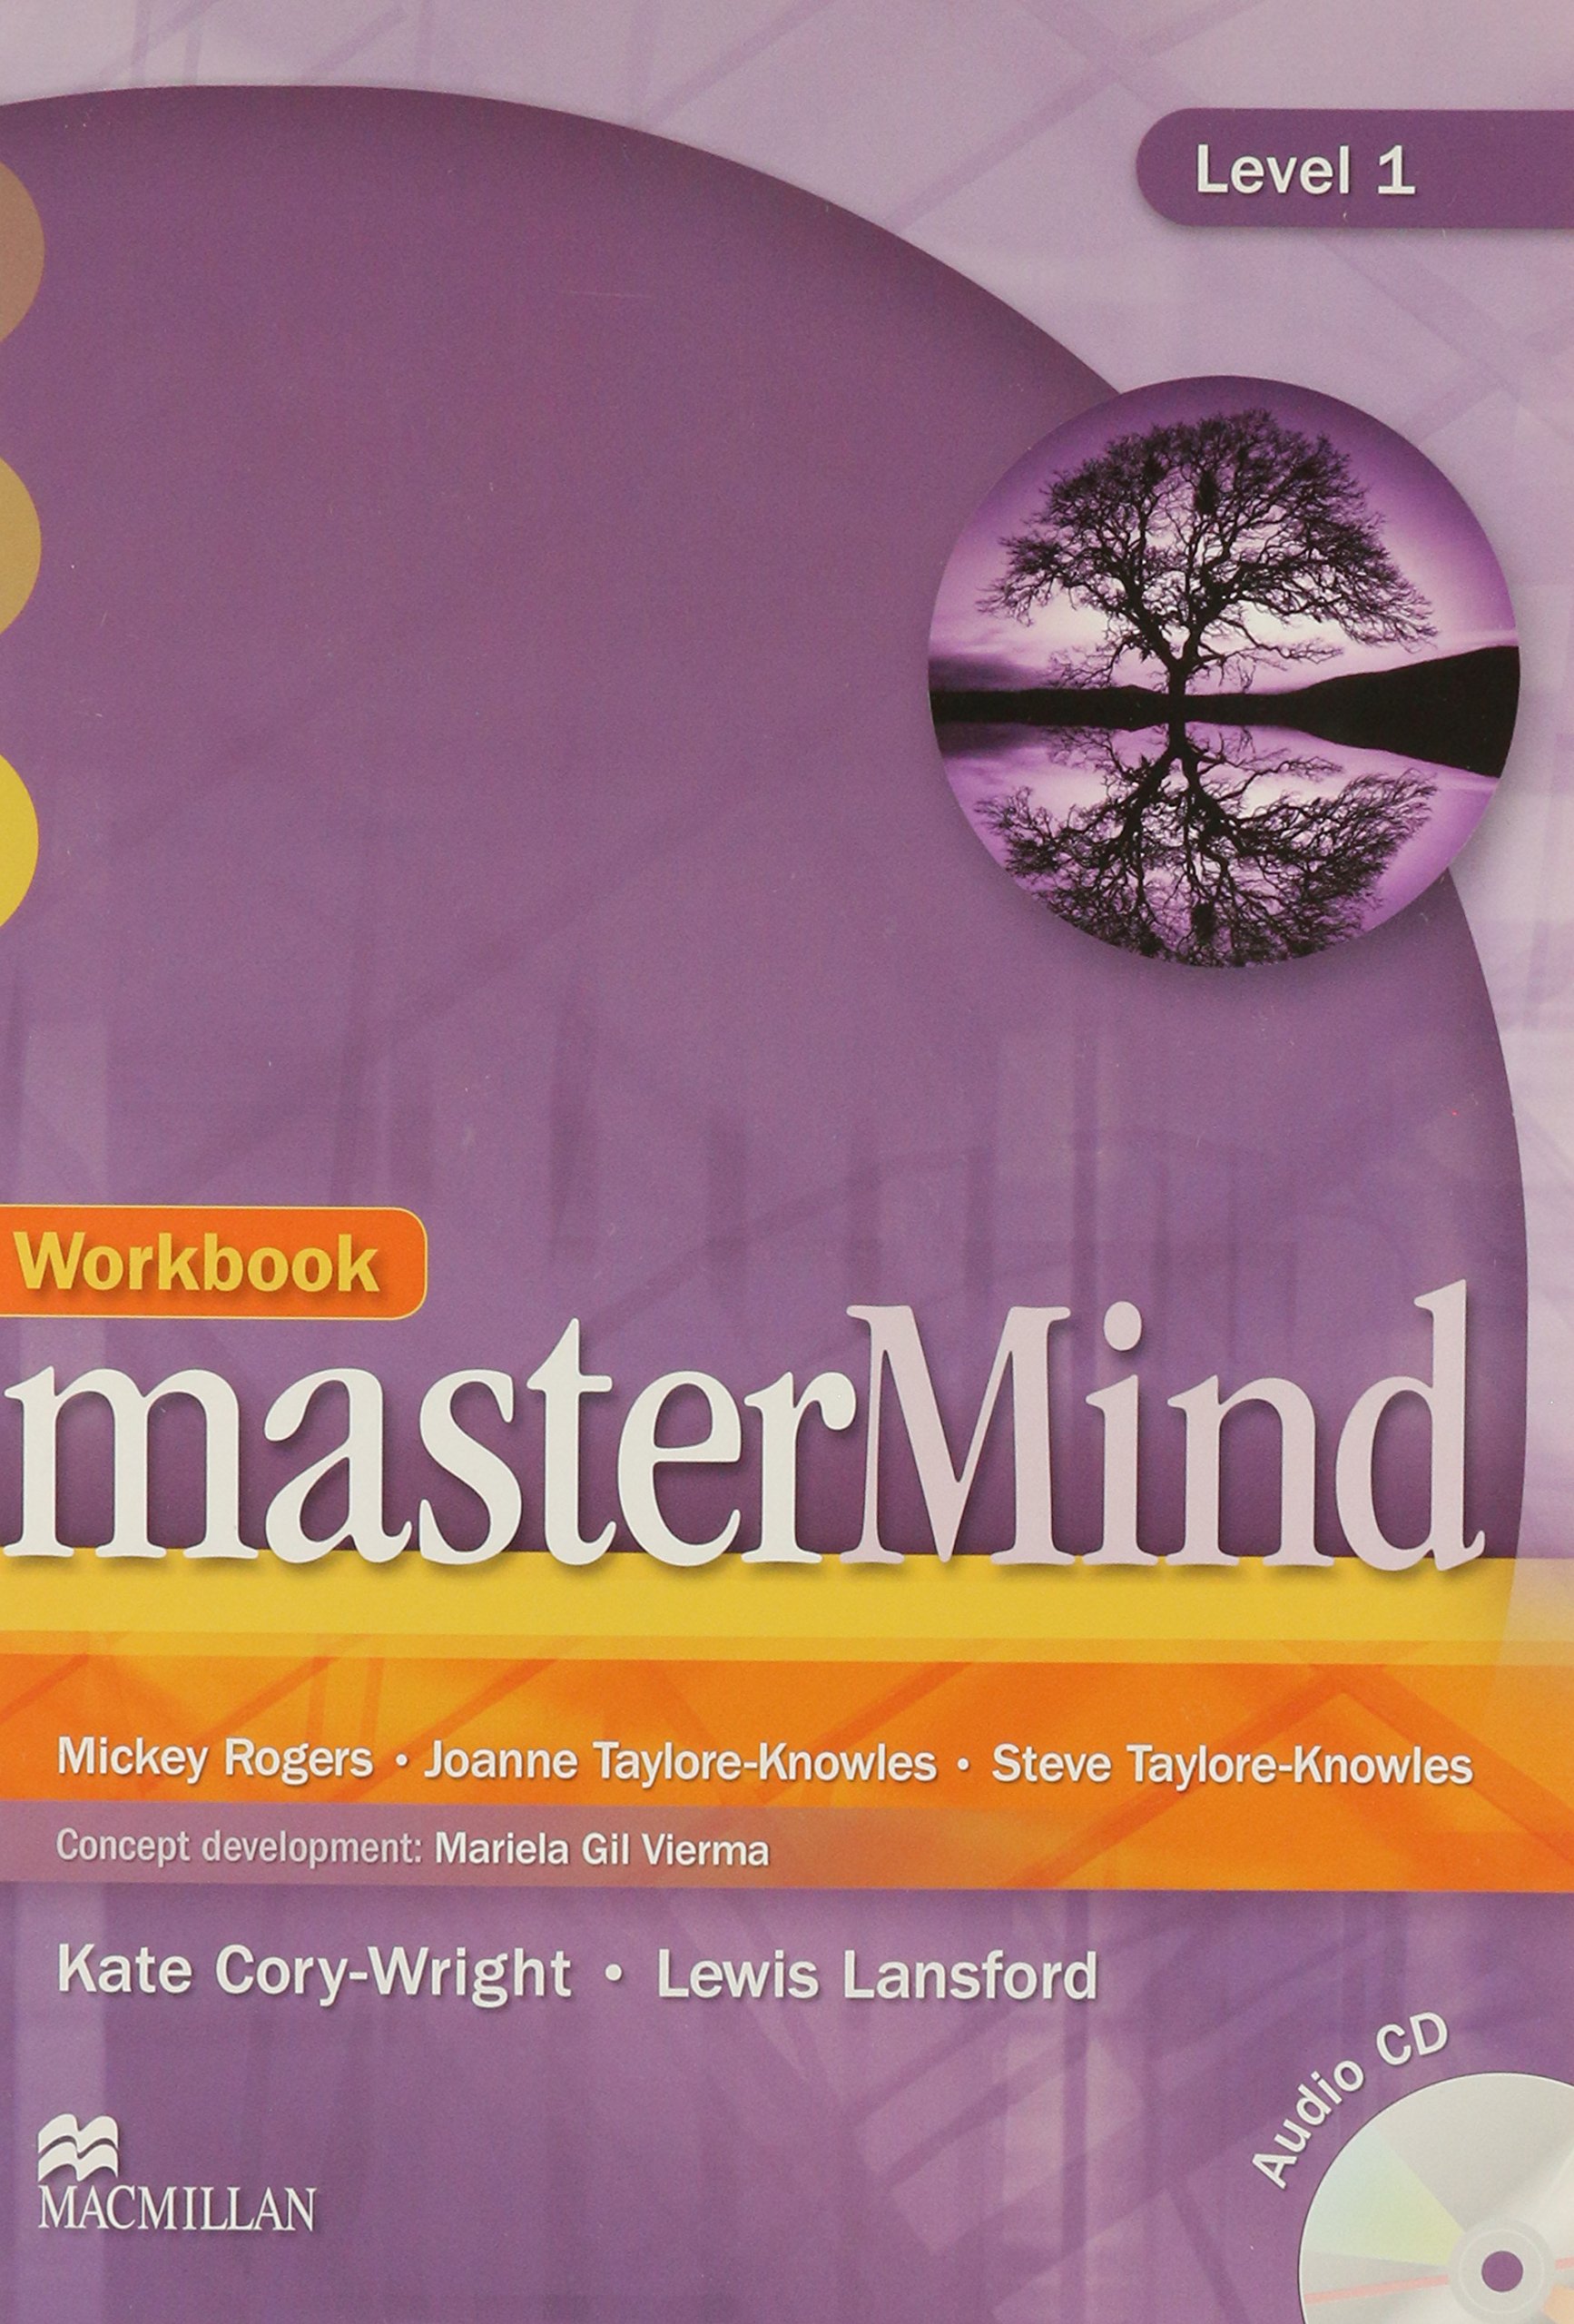 Level 1
Workbook
masterMind
Mickey Rogers • Joanne Taylore-Knowles • Steve Taylore-Knowles
Concept development: Mariela Gil Vierma
Kate Cory-Wright • Lewis Lansford
Audio CD
MACMILLAN